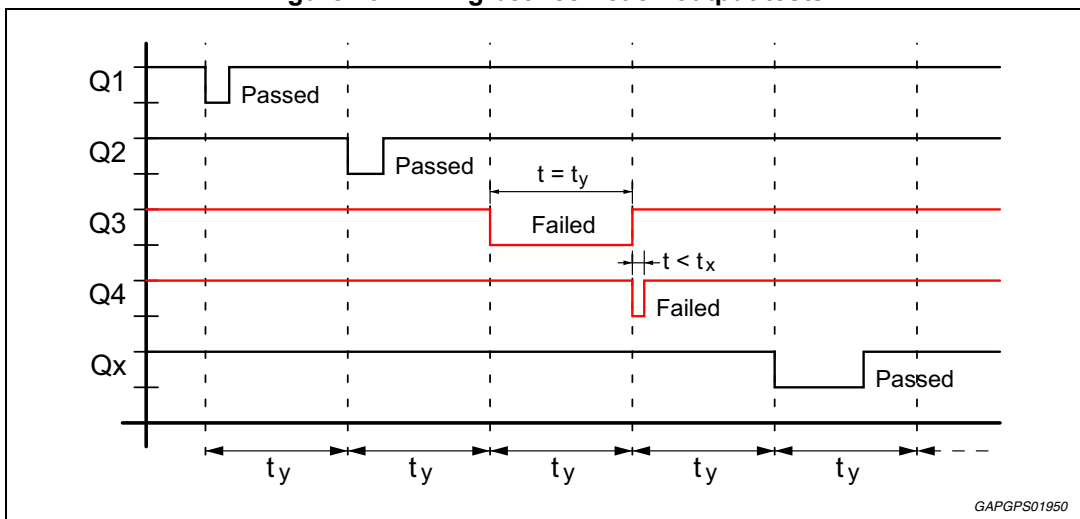 Q1
Passed
Q2
Passed
t = ty
Q3
Failed
t < tx
Q4
Failed
Qx
Passed
ty ty ty ty ty
GAPGPS01950